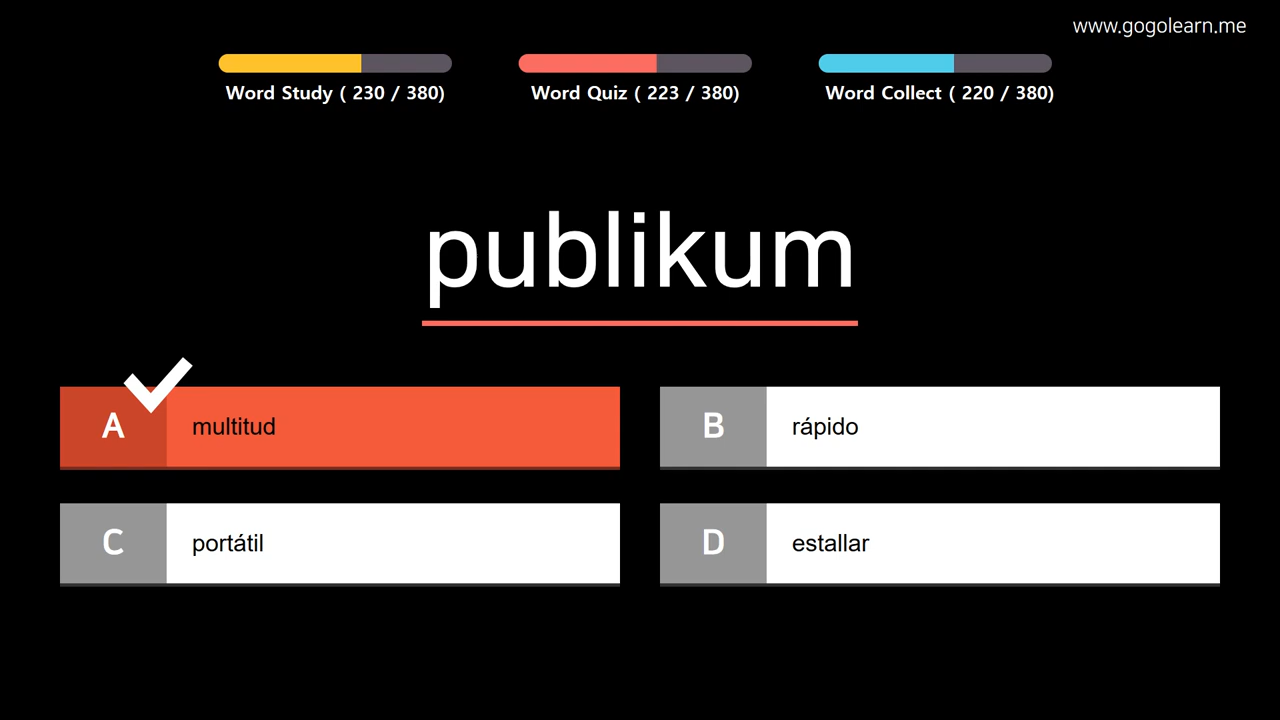 www.gogolearn.me
Word Study ( 230 / 380)
Word Quiz ( 223 / 380)
Word Collect ( 220 / 380)
publikum
A multitud
B rápido
C portátil
D estallar